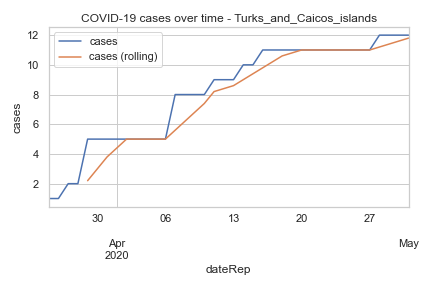 COVID-19 cases over time - Turks_and_Caicos_islands
cases
cases (rolling)
12
10
8
6
4
2
cases
30 06 13 20 27
Apr May
2020
dateRep